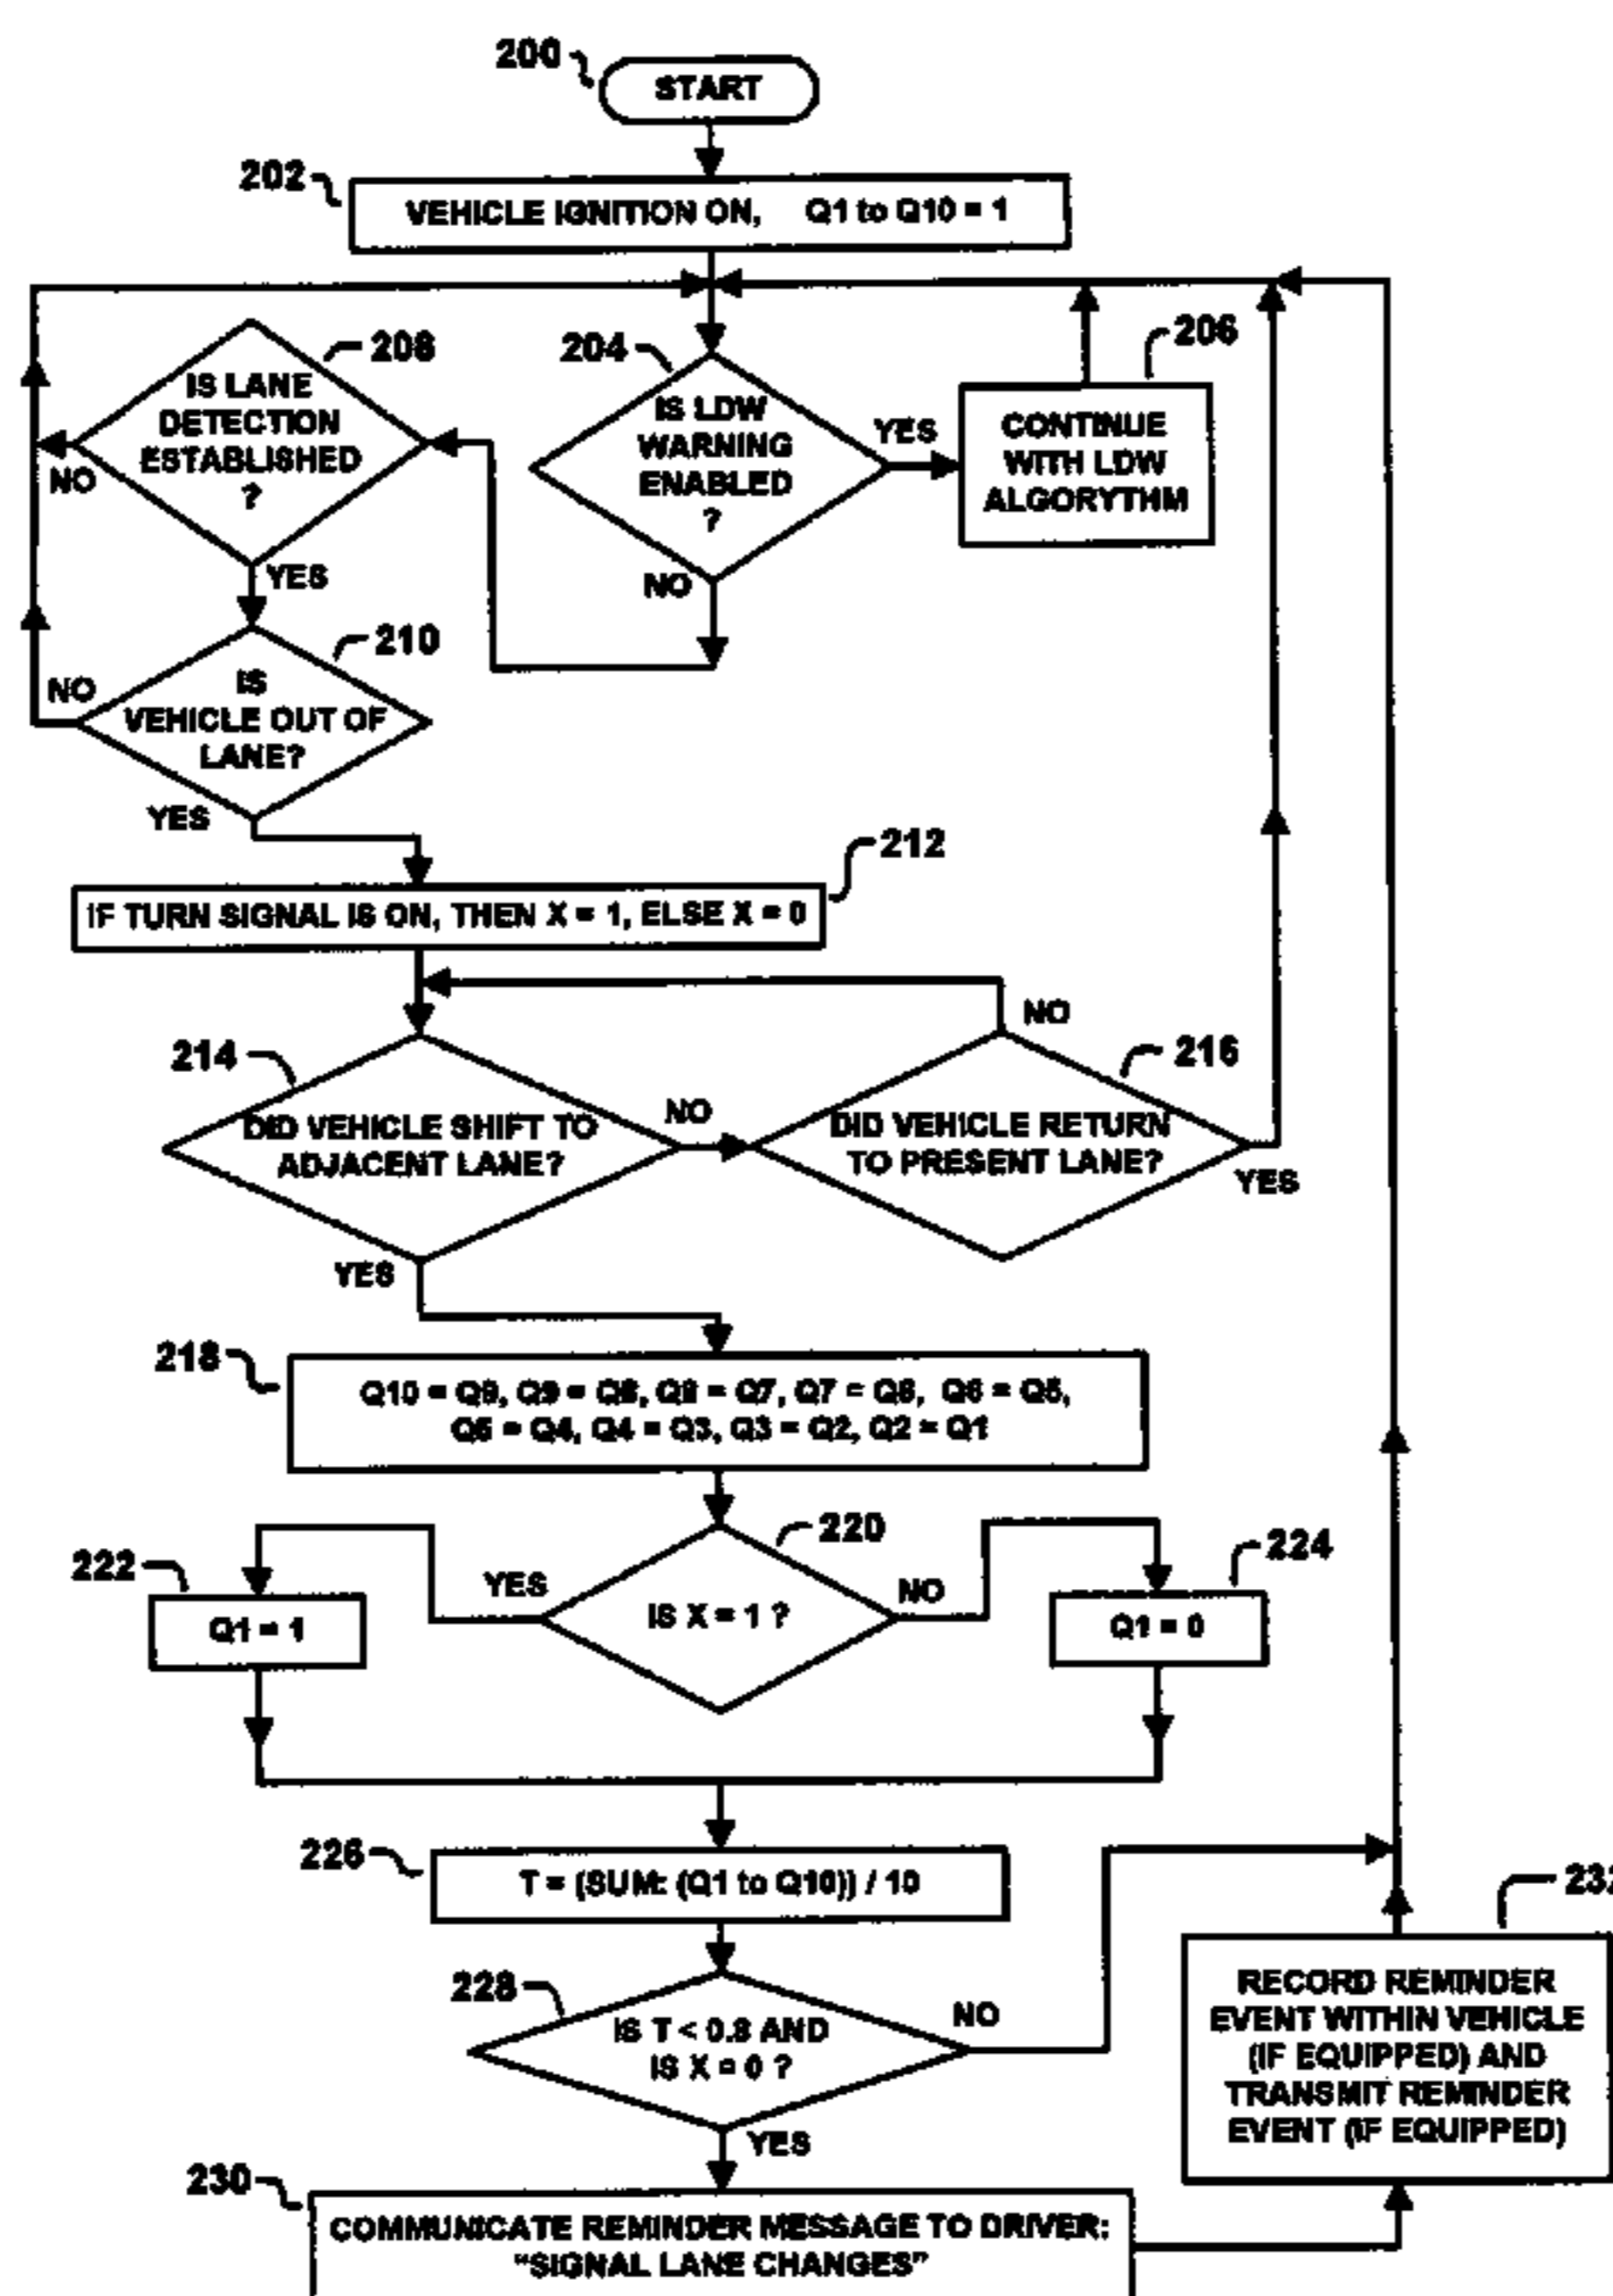 200
START
202
VEHICLE IGNITION ON, Q1 to Q10 = 1
208
IS LANE
DETECTION
ESTABLISHED
?
NO
YES
204
IS LDW
WARNING
ENABLED
?
YES
NO
206
CONTINUE
WITH LDW
ALGORYTHM
210
IS
VEHICLE OUT OF
LANE?
NO
YES
212
IF TURN SIGNAL IS ON, THEN X = 1, ELSE X = 0
214
DID VEHICLE SHIFT TO
ADJACENT LANE?
NO
YES
216
DID VEHICLE RETURN
TO PRESENT LANE?
NO
YES
218
Q10 = Q9, Q9 = Q8, Q8 = Q7, Q7 = Q6, Q6 = Q5,
Q5 = Q4, Q4 = Q3, Q3 = Q2, Q2 = Q1
220
IS X = 1 ?
YES
NO
222
Q1 = 1
224
Q1 = 0
226
T = (SUM: (Q1 to Q10)) / 10
228
IS T < 0.8 AND
IS X = 0 ?
NO
YES
232
RECORD REMINDER
EVENT WITHIN VEHICLE
(IF EQUIPPED) AND
TRANSMIT REMINDER
EVENT (IF EQUIPPED)
230
COMMUNICATE REMINDER MESSAGE TO DRIVER:
"SIGNAL LANE CHANGES"